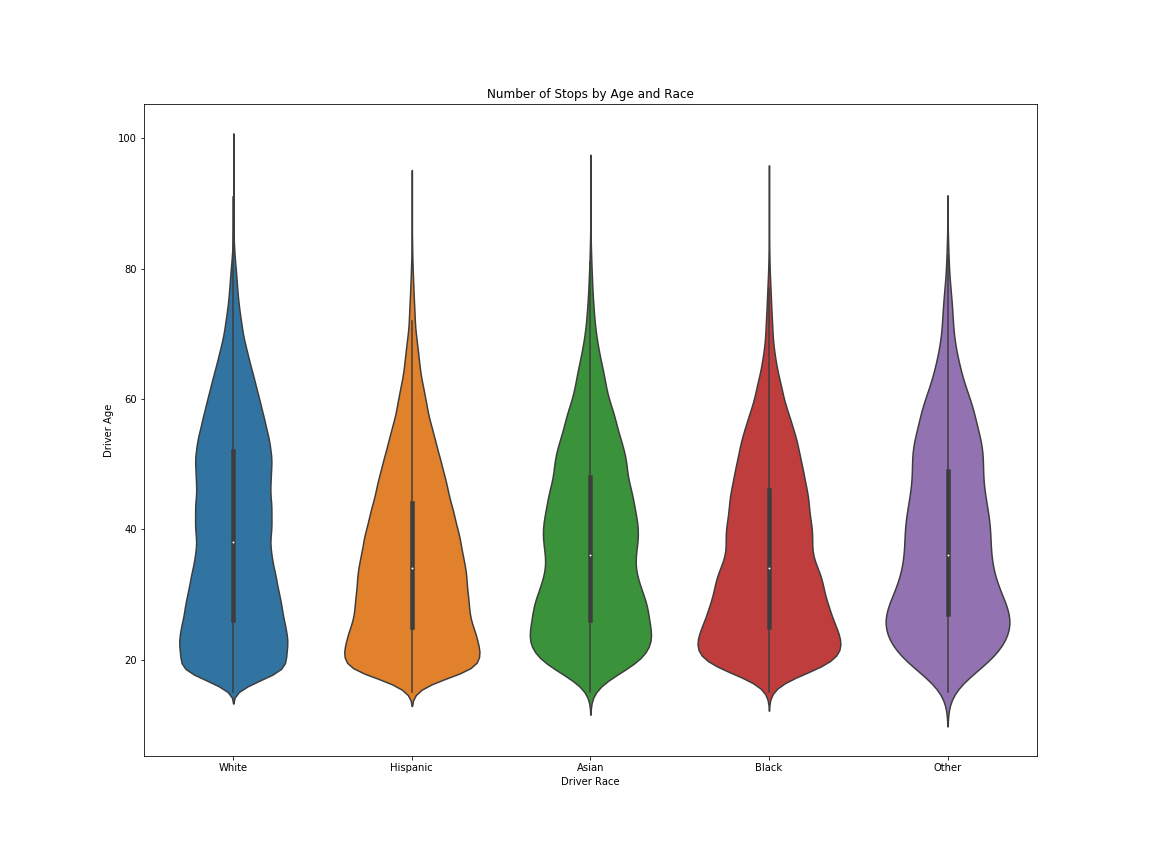 Number of Stops by Age and Race
100
80
60
40
20
Driver Age
White
Hispanic
Asian
Black
Other
Driver Race